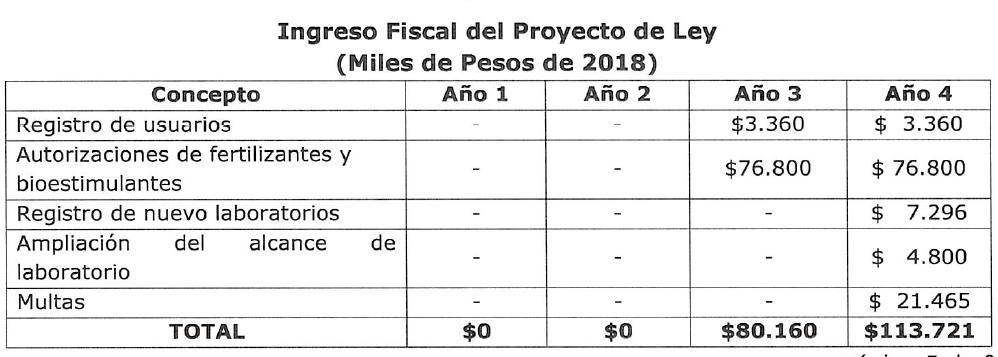 Ingreso Fiscal del Proyecto de Ley
(Miles de Pesos de 2018)
Concepto Año 1 Año 2 Año 3 Año 4
Registro de usuarios - - $3.360 $ 3.360
Autorizaciones de fertilizantes y
bioestimulantes - - $76.800 $ 76.800
Registro de nuevo laboratorios - - - $ 7.296
Ampliación del alcance de
laboratorio - - - $ 4.800
Multas - - - $ 21.465
TOTAL $0 $0 $80.160 $113.721